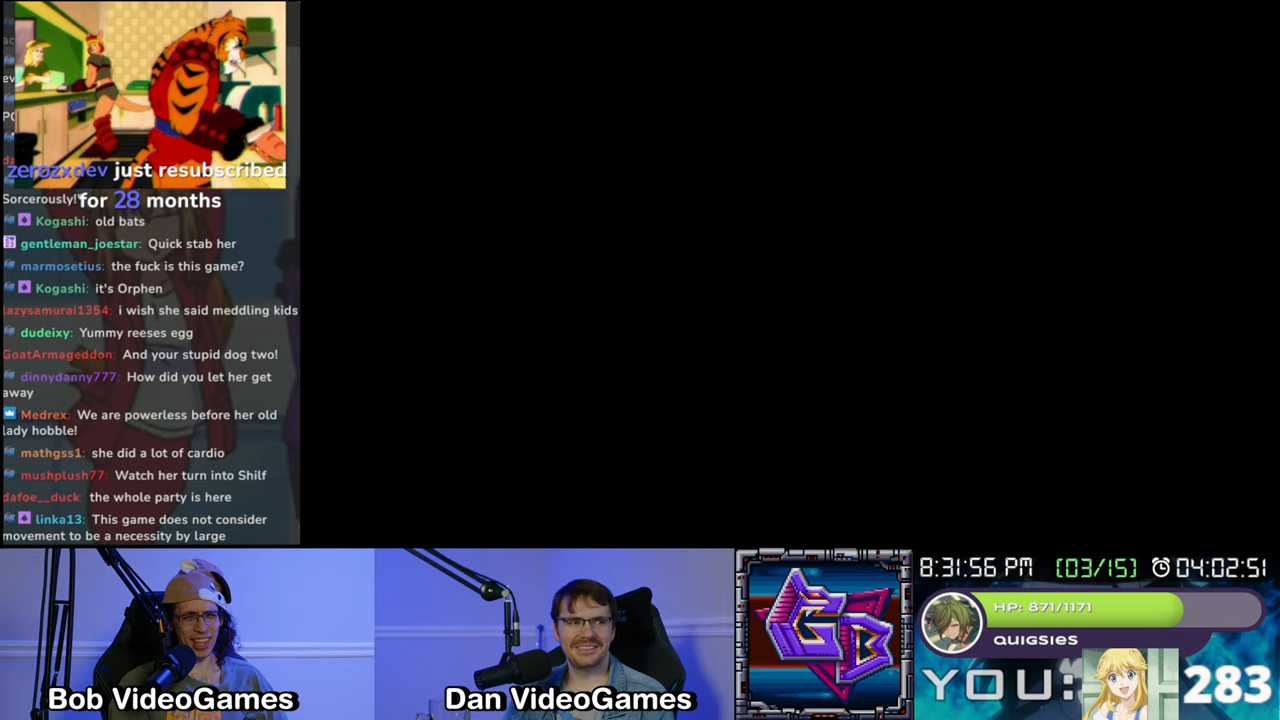 zerozxdev just resubscribed
for 28 months
Sorcerously!"
Kogashi: old bats
gentleman_joestar: Quick stab her
marmosetius: the fuck is this game?
Kogashi: it's Orphen
lazysamurai1354: i wish she said meddling kids
dudeixy: Yummy reeses egg
GoatArmageddon: And your stupid dog two!
dinnydanny777: How did you let her get
away
Medrex: We are powerless before her old
lady hobble!
mathgss1: she did a lot of cardio
mushplush77: Watch her turn into Shilf
dafoe__duck: the whole party is here
linka13: This game does not consider
movement to be a necessity by large
Bob VideoGames
Dan VideoGames
GB
8:31:56 PM [03/15] 04:02:51
HP: 871/1171
QUIGSIES
YOU: 283